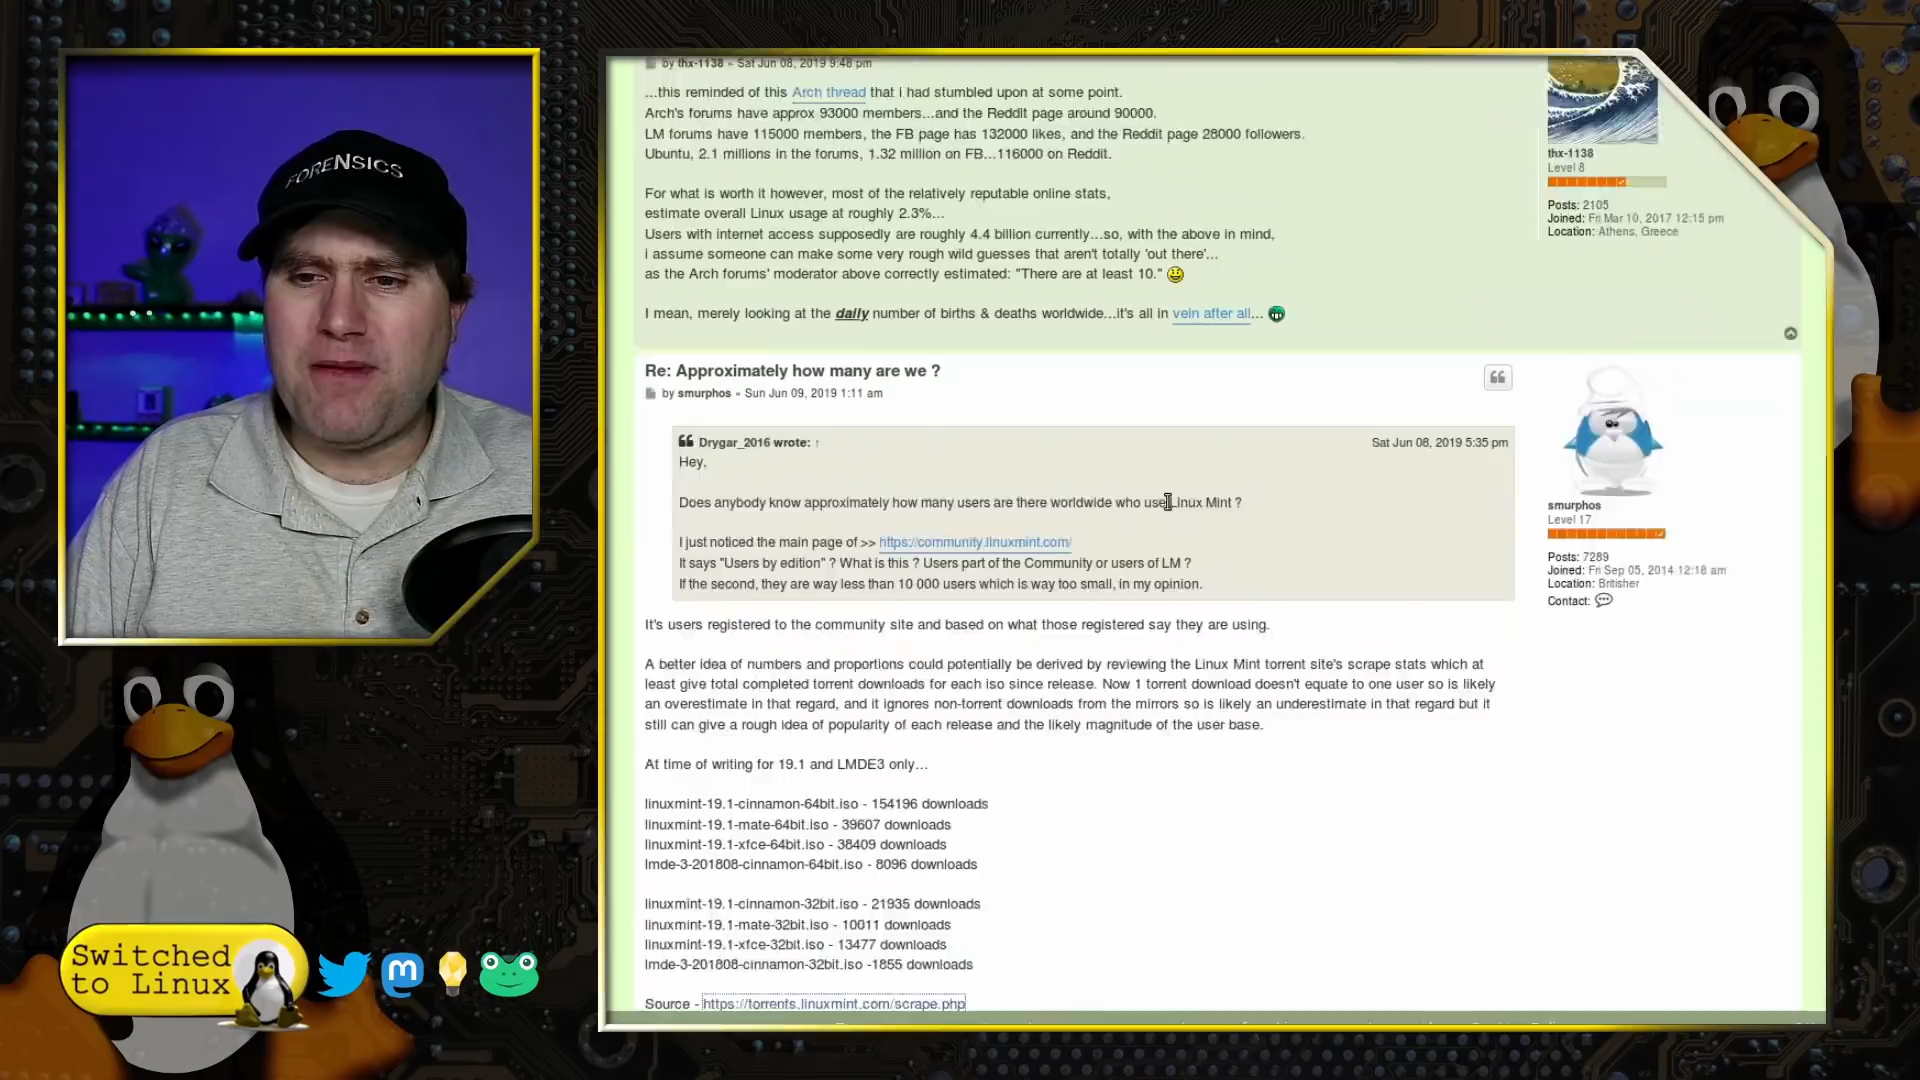 by thx-1138 » Sat Jun 08, 2019 9:48 pm
...this reminded of this Arch thread that i had stumbled upon at some point.
Arch's forums have approx 93000 members...and the Reddit page around 90000.
LM forums have 115000 members, the FB page has 132000 likes, and the Reddit page 28000 followers.
Ubuntu, 2.1 millions in the forums, 1.32 million on FB...116000 on Reddit.
For what is worth it however, most of the relatively reputable online stats,
estimate overall Linux usage at roughly 2.3%...
Users with internet access supposedly are roughly 4.4 billion currently...so, with the above in mind,
i assume someone can make some very rough wild guesses that aren't totally 'out there'...
as the Arch forums' moderator above correctly estimated: "There are at least 10."
I mean, merely looking at the daily number of births & deaths worldwide...it's all in vein after all...
thx-1138
Level 8
Posts: 2105
Joined: Fri Mar 10, 2017 12:15 pm
Location: Athens, Greece
Re: Approximately how many are we ?
by smurphos » Sun Jun 09, 2019 1:11 am
Drygar_2016 wrote: ↑ Sat Jun 08, 2019 5:35 pm
Hey,
Does anybody know approximately how many users are there worldwide who use Linux Mint ?
I just noticed the main page of >> https://community.linuxmint.com/
It says "Users by edition" ? What is this ? Users part of the Community or users of LM ?
If the second, they are way less than 10 000 users which is way too small, in my opinion.
It's users registered to the community site and based on what those registered say they are using.
A better idea of numbers and proportions could potentially be derived by reviewing the Linux Mint torrent site's scrape stats which at
least give total completed torrent downloads for each iso since release. Now 1 torrent download doesn't equate to one user so is likely
an overestimate in that regard, and it ignores non-torrent downloads from the mirrors so is likely an underestimate in that regard but it
still can give a rough idea of popularity of each release and the likely magnitude of the user base.
At time of writing for 19.1 and LMDE3 only...
linuxmint-19.1-cinnamon-64bit.iso - 154196 downloads
linuxmint-19.1-mate-64bit.iso - 39607 downloads
linuxmint-19.1-xfce-64bit.iso - 38409 downloads
lmde-3-201808-cinnamon-64bit.iso - 8096 downloads
linuxmint-19.1-cinnamon-32bit.iso - 21935 downloads
linuxmint-19.1-mate-32bit.iso - 10011 downloads
linuxmint-19.1-xfce-32bit.iso - 13477 downloads
lmde-3-201808-cinnamon-32bit.iso -1855 downloads
Source - https://torrents.linuxmint.com/scrape.php
smurphos
Level 17
Posts: 7289
Joined: Fri Sep 05, 2014 12:18 am
Location: Britisher
Contact:
FORENSICS
Switched
to Linux